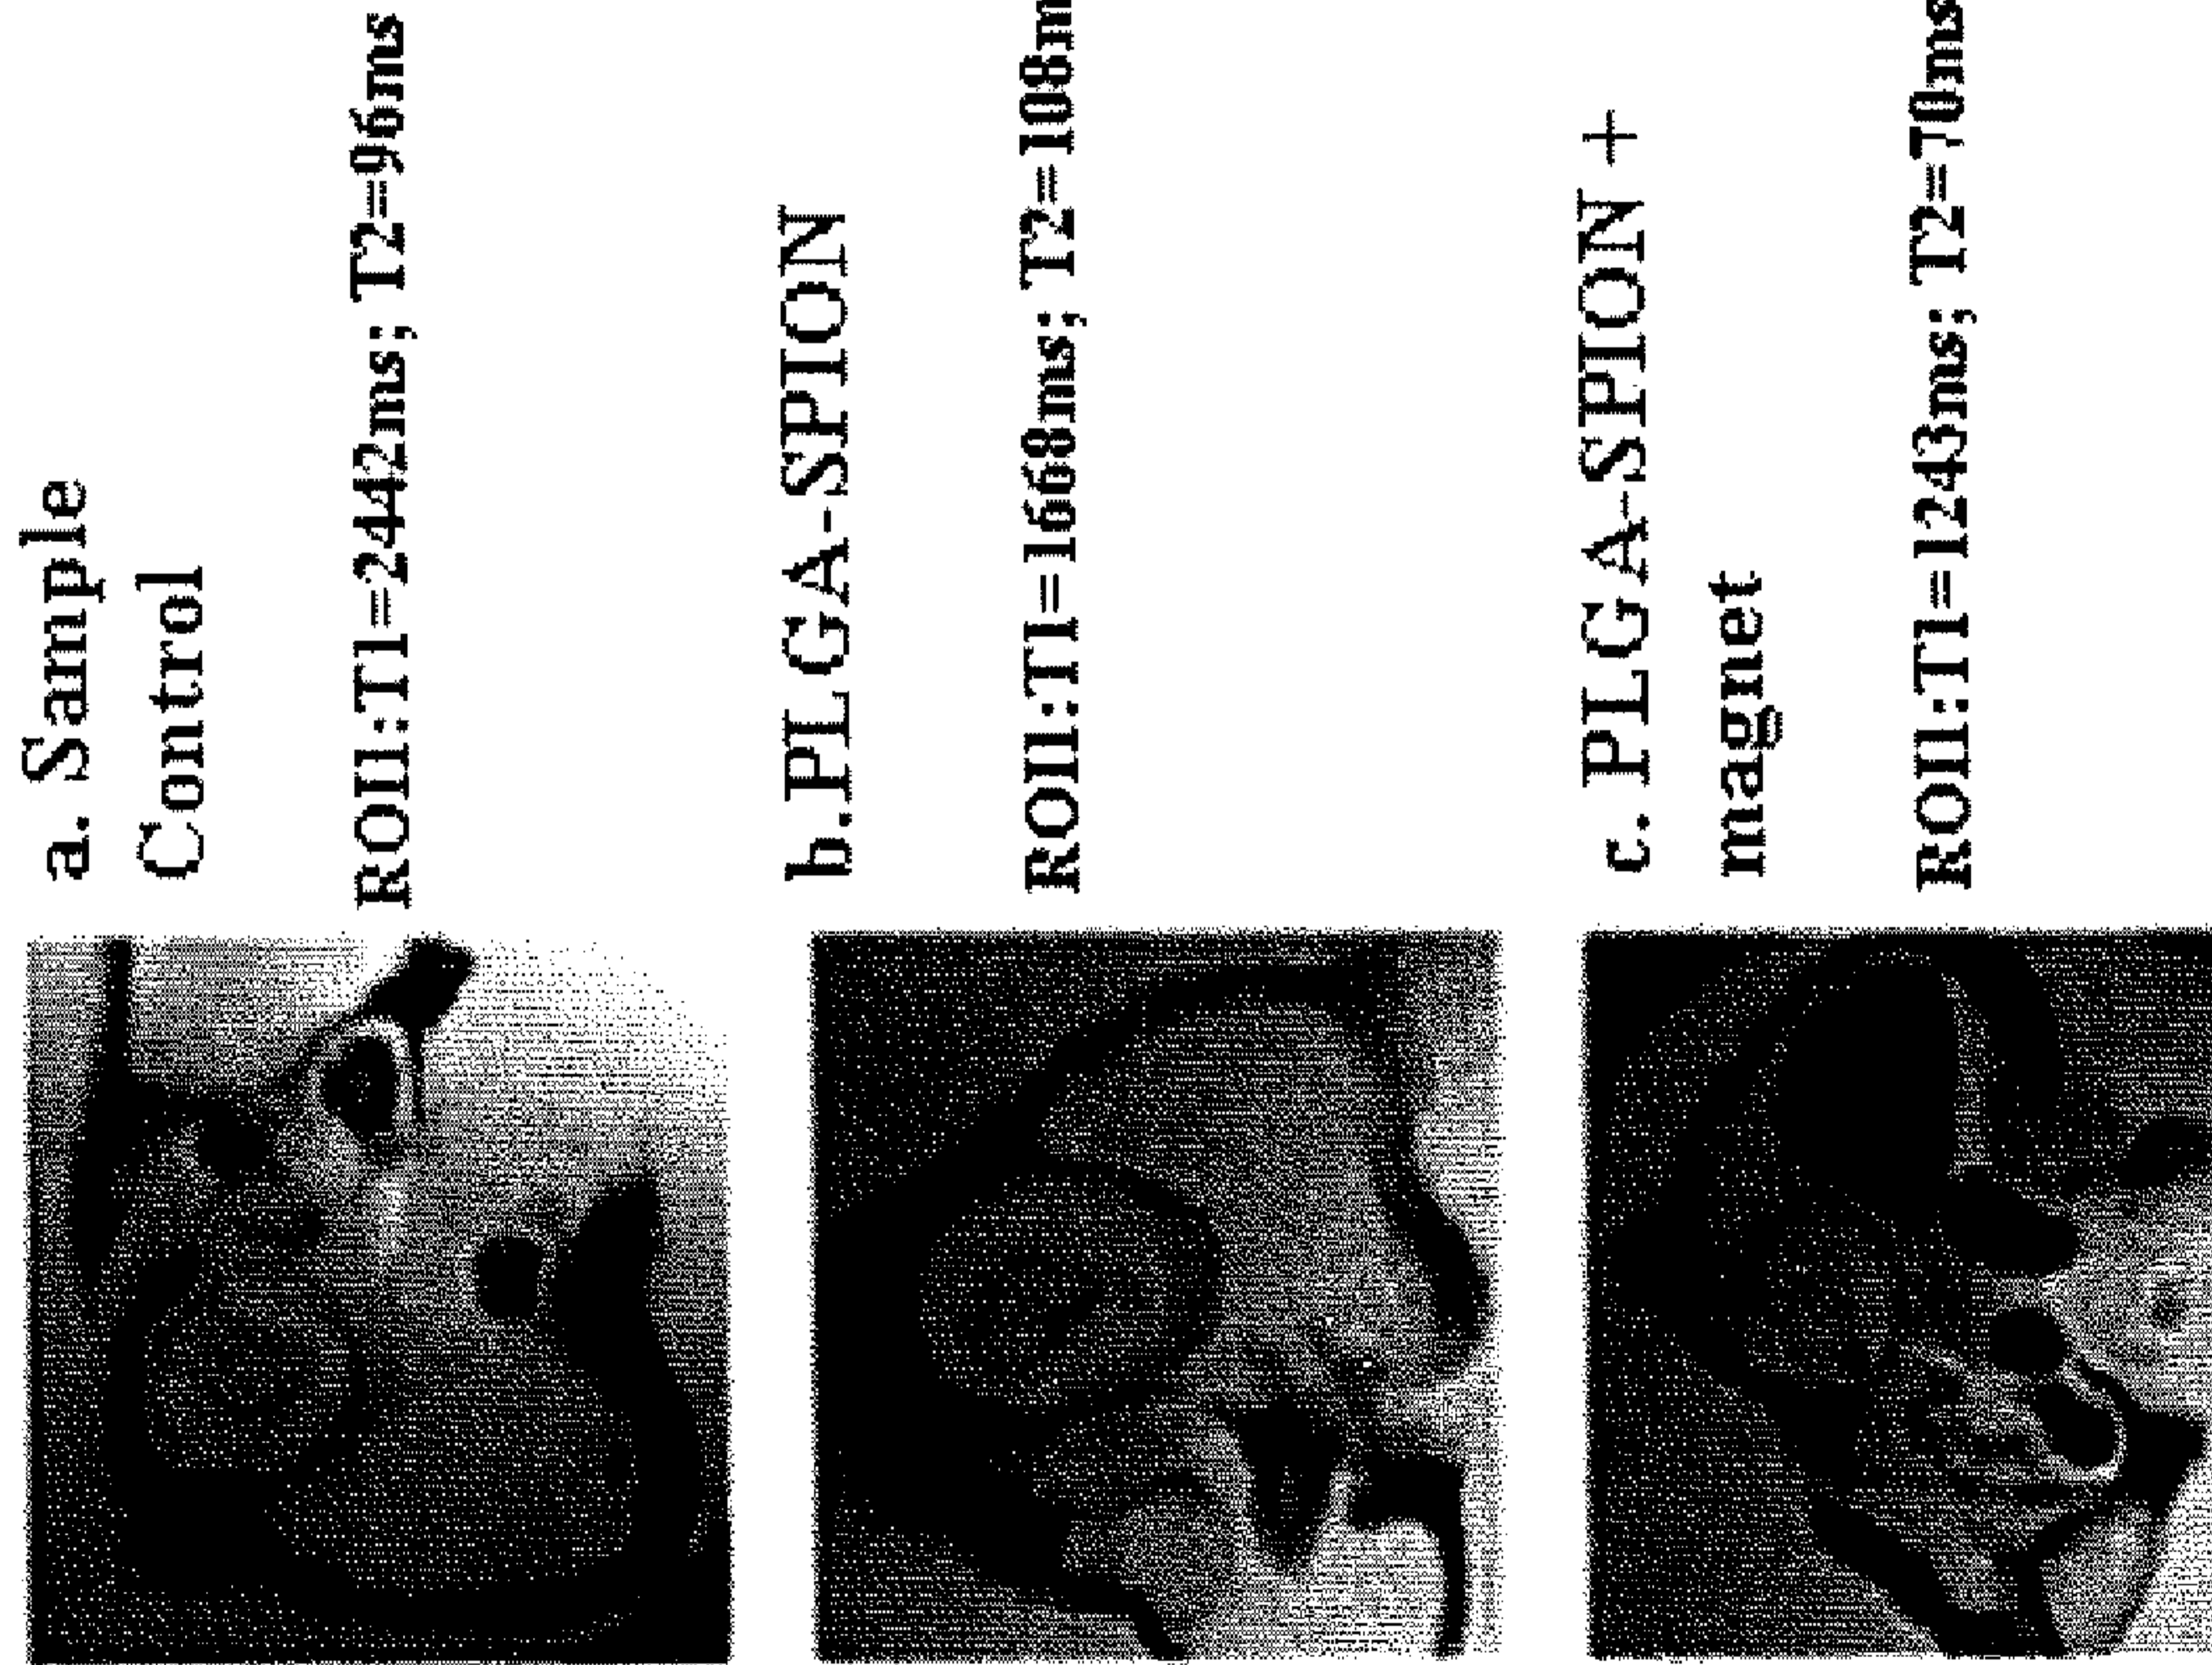 a. Sample
Control
ROI1:T1=2442ms; T2=96ms
b.PLGA-SPION
ROI1:T1=1668ms; T2=108m
c. PLGA-SPION +
magnet
ROI1:T1=1243ms; T2=70ms